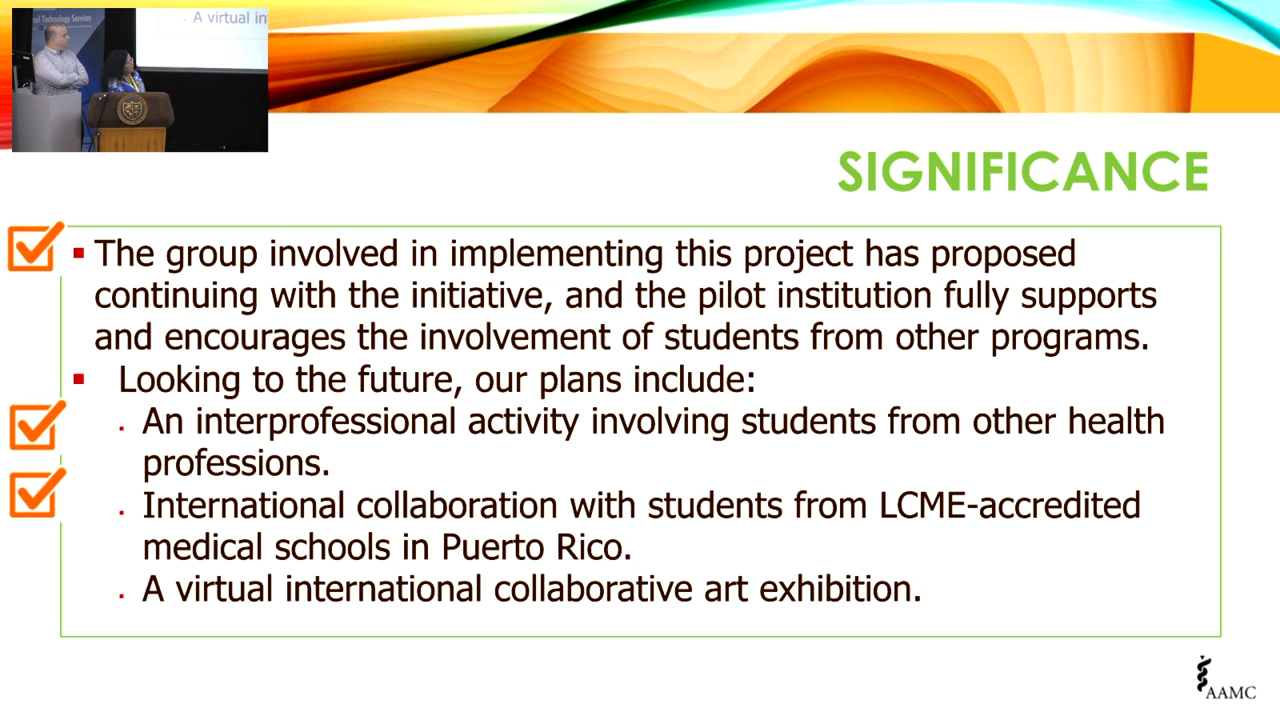 al Technology Services
A virtual in
SIGNIFICANCE
The group involved in implementing this project has proposed
continuing with the initiative, and the pilot institution fully supports
and encourages the involvement of students from other programs.
Looking to the future, our plans include:
An interprofessional activity involving students from other health
professions.
International collaboration with students from LCME-accredited
medical schools in Puerto Rico.
A virtual international collaborative art exhibition.
AAMC